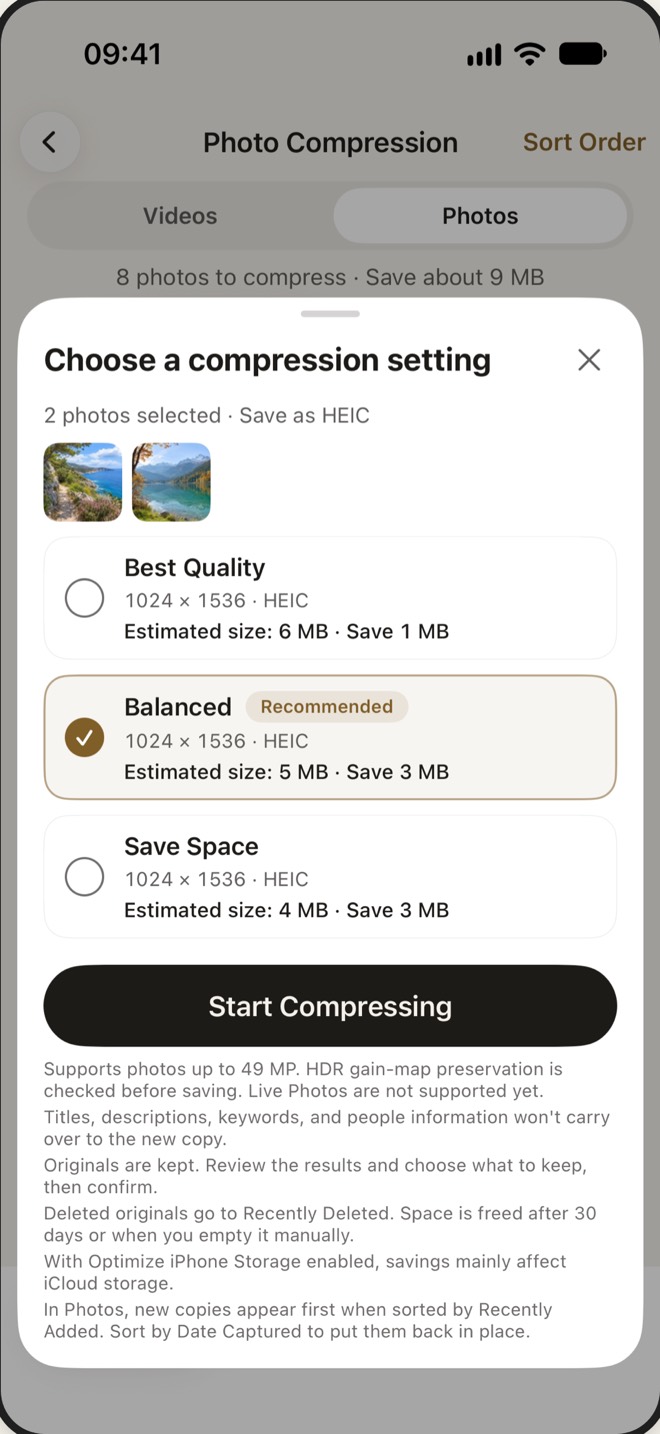 09:41
Photo Compression
Sort Order
Videos
Photos
8 photos to compress · Save about 9 MB
Choose a compression setting
2 photos selected · Save as HEIC
Best Quality
1024 × 1536 · HEIC
Estimated size: 6 MB · Save 1 MB
Balanced
Recommended
1024 × 1536 · HEIC
Estimated size: 5 MB · Save 3 MB
Save Space
1024 × 1536 · HEIC
Estimated size: 4 MB · Save 3 MB
Start Compressing
Supports photos up to 49 MP. HDR gain-map preservation is
checked before saving. Live Photos are not supported yet.
Titles, descriptions, keywords, and people information won't carry
over to the new copy.
Originals are kept. Review the results and choose what to keep,
then confirm.
Deleted originals go to Recently Deleted. Space is freed after 30
days or when you empty it manually.
With Optimize iPhone Storage enabled, savings mainly affect
iCloud storage.
In Photos, new copies appear first when sorted by Recently
Added. Sort by Date Captured to put them back in place.